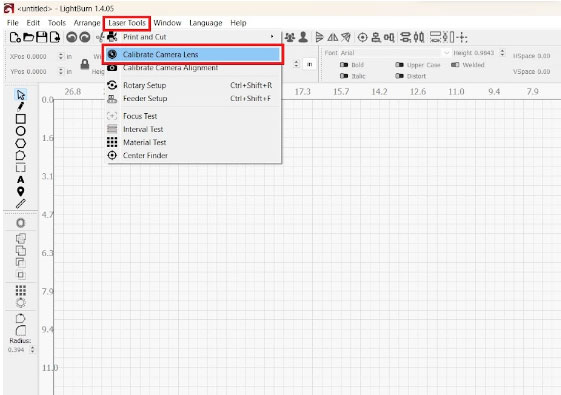 <untitled> - LightBurn 1.4.05
File Edit Tools Arrange Laser Tools Window Language Help
Print and Cut
XPos 0.0000 in
YPos 0.0000 in
Heig
in
Font Arial Height 0.9843
Bold Upper Case Welded
Italic Distort
HSpace 0.00
VSpace 0.00
Calibrate Camera Lens
Calibrate Camera Alignment
Rotary Setup Ctrl+Shift+R
Feeder Setup Ctrl+Shift+F
Focus Test
Interval Test
Material Test
Center Finder
26.8 17.3 15.7 14.2 12.6 11.0 9.4 7.9
0.0
1.6
3.1
4.7
6.3
7.9
9.4
11.0
A
Radius:
0.394